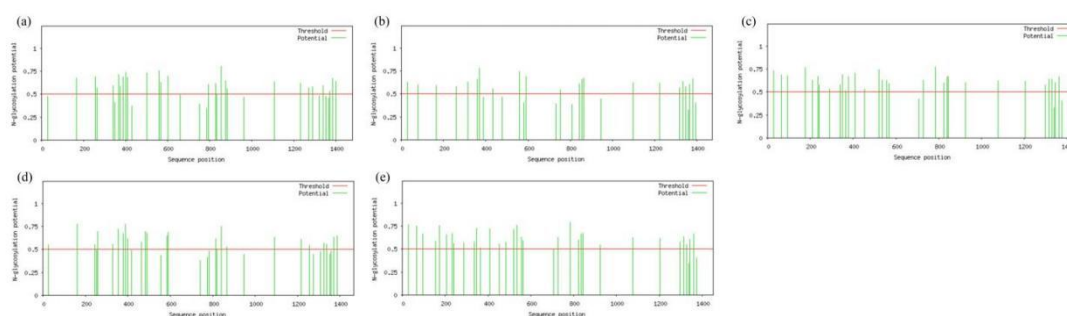 (a)
Threshold
Potential
N-glycosylation potential
1
0.75
0.5
0.25
0
0 200 400 600 800 1000 1200 1400
Sequence position
(b)
Threshold
Potential
N-glycosylation potential
1
0.75
0.5
0.25
0
0 200 400 600 800 1000 1200 1400
Sequence position
(c)
Threshold
Potential
N-glycosylation potential
1
0.75
0.5
0.25
0
0 200 400 600 800 1000 1200
Sequence position
(d)
Threshold
Potential
N-glycosylation potential
1
0.75
0.5
0.25
0
0 200 400 600 800 1000 1200 1400
Sequence position
(e)
Threshold
Potential
N-glycosylation potential
1
0.75
0.5
0.25
0
0 200 400 600 800 1000 1200 1400
Sequence position